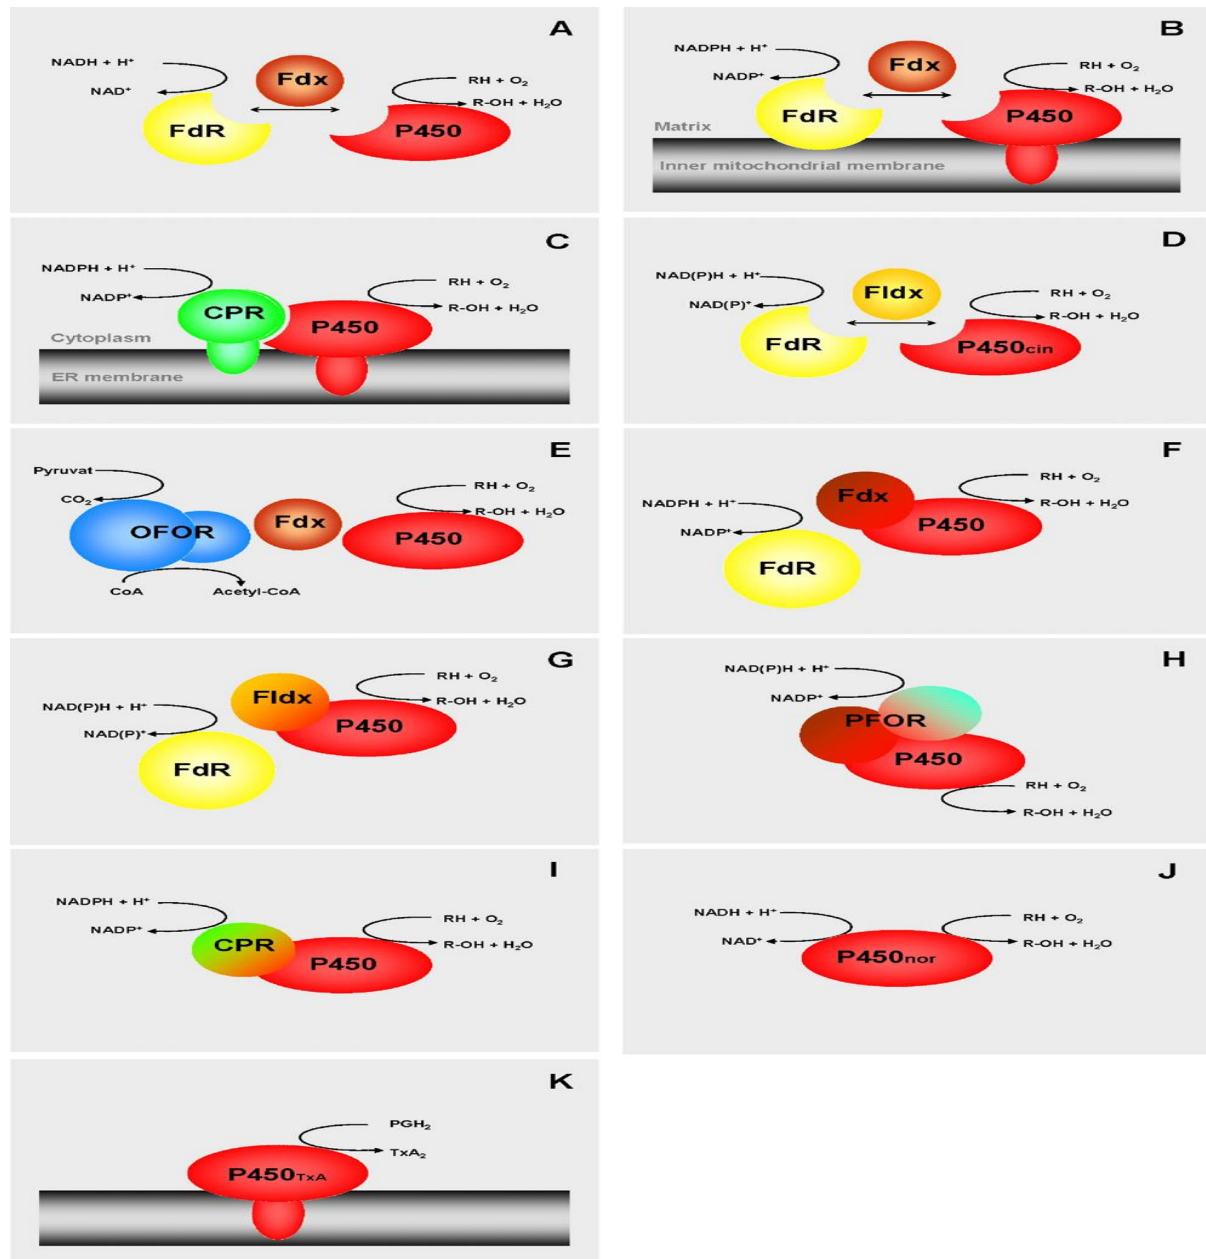 A
NADH + H⁺
NAD⁺
Fdx
RH + O₂
R-OH + H₂O
FdR
P450
B
NADPH + H⁺
NADP⁺
Fdx
RH + O₂
R-OH + H₂O
FdR
P450
Matrix
Inner mitochondrial membrane
C
NADPH + H⁺
NADP⁺
RH + O₂
R-OH + H₂O
CPR
P450
Cytoplasm
ER membrane
D
NAD(P)H + H⁺
NAD(P)⁺
Fldx
RH + O₂
R-OH + H₂O
FdR
P450cin
E
Pyruvat
CO₂
RH + O₂
R-OH + H₂O
OFOR
Fdx
P450
CoA
Acetyl-CoA
F
NADPH + H⁺
NADP⁺
Fdx
RH + O₂
R-OH + H₂O
P450
FdR
G
NAD(P)H + H⁺
NAD(P)⁺
Fldx
RH + O₂
R-OH + H₂O
P450
FdR
H
NAD(P)H + H⁺
NADP⁺
PFOR
P450
RH + O₂
R-OH + H₂O
I
NADPH + H⁺
NADP⁺
RH + O₂
R-OH + H₂O
CPR
P450
J
NADH + H⁺
NAD⁺
RH + O₂
R-OH + H₂O
P450nor
K
PGH₂
TxA₂
P450TxA